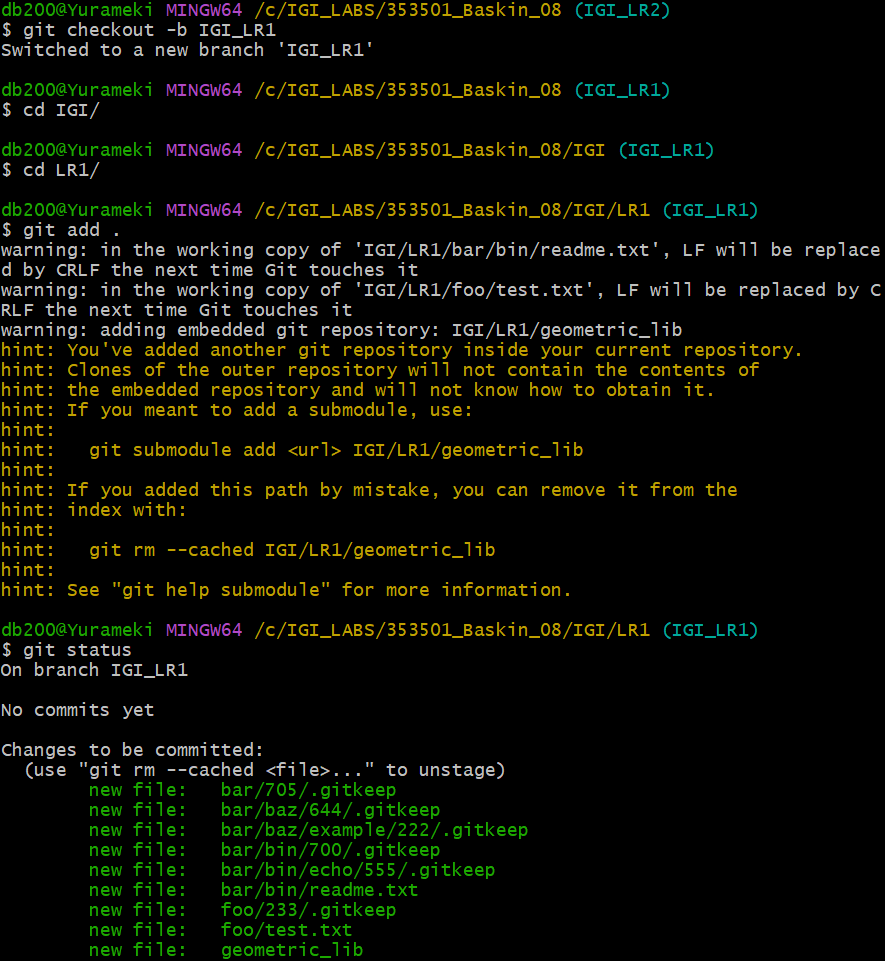 db200@Yurameki MINGW64 /c/IGI_LABS/353501_Baskin_08 (IGI_LR2)
$ git checkout -b IGI_LR1
Switched to a new branch 'IGI_LR1'
db200@Yurameki MINGW64 /c/IGI_LABS/353501_Baskin_08 (IGI_LR1)
$ cd IGI/
db200@Yurameki MINGW64 /c/IGI_LABS/353501_Baskin_08/IGI (IGI_LR1)
$ cd LR1/
db200@Yurameki MINGW64 /c/IGI_LABS/353501_Baskin_08/IGI/LR1 (IGI_LR1)
$ git add .
warning: in the working copy of 'IGI/LR1/bar/bin/readme.txt', LF will be replace
d by CRLF the next time Git touches it
warning: in the working copy of 'IGI/LR1/foo/test.txt', LF will be replaced by C
RLF the next time Git touches it
warning: adding embedded git repository: IGI/LR1/geometric_lib
hint: You've added another git repository inside your current repository.
hint: Clones of the outer repository will not contain the contents of
hint: the embedded repository and will not know how to obtain it.
hint: If you meant to add a submodule, use:
hint:
hint:   git submodule add <url> IGI/LR1/geometric_lib
hint:
hint: If you added this path by mistake, you can remove it from the
hint: index with:
hint:
hint:   git rm --cached IGI/LR1/geometric_lib
hint:
hint: See "git help submodule" for more information.
db200@Yurameki MINGW64 /c/IGI_LABS/353501_Baskin_08/IGI/LR1 (IGI_LR1)
$ git status
On branch IGI_LR1
No commits yet
Changes to be committed:
  (use "git rm --cached <file>..." to unstage)
        new file:   bar/705/.gitkeep
        new file:   bar/baz/644/.gitkeep
        new file:   bar/baz/example/222/.gitkeep
        new file:   bar/bin/700/.gitkeep
        new file:   bar/bin/echo/555/.gitkeep
        new file:   bar/bin/readme.txt
        new file:   foo/233/.gitkeep
        new file:   foo/test.txt
        new file:   geometric_lib